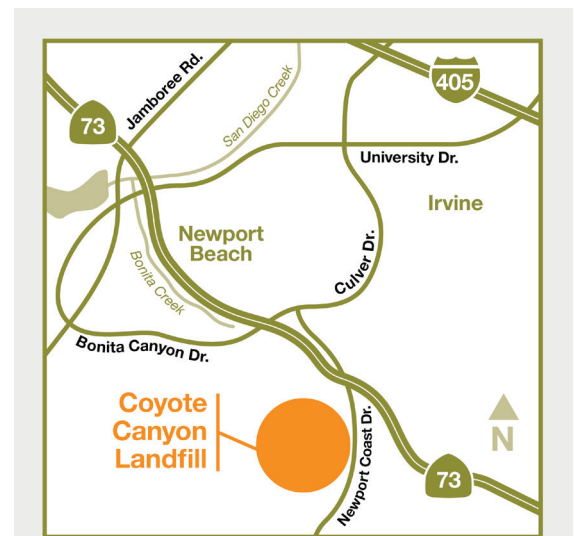 405
Jamboree Rd.
San Diego Creek
73
University Dr.
Irvine
Newport
Beach
Culver Dr.
Bonita Creek
Bonita Canyon Dr.
Coyote
Canyon
Landfill
Newport Coast Dr.
N
73